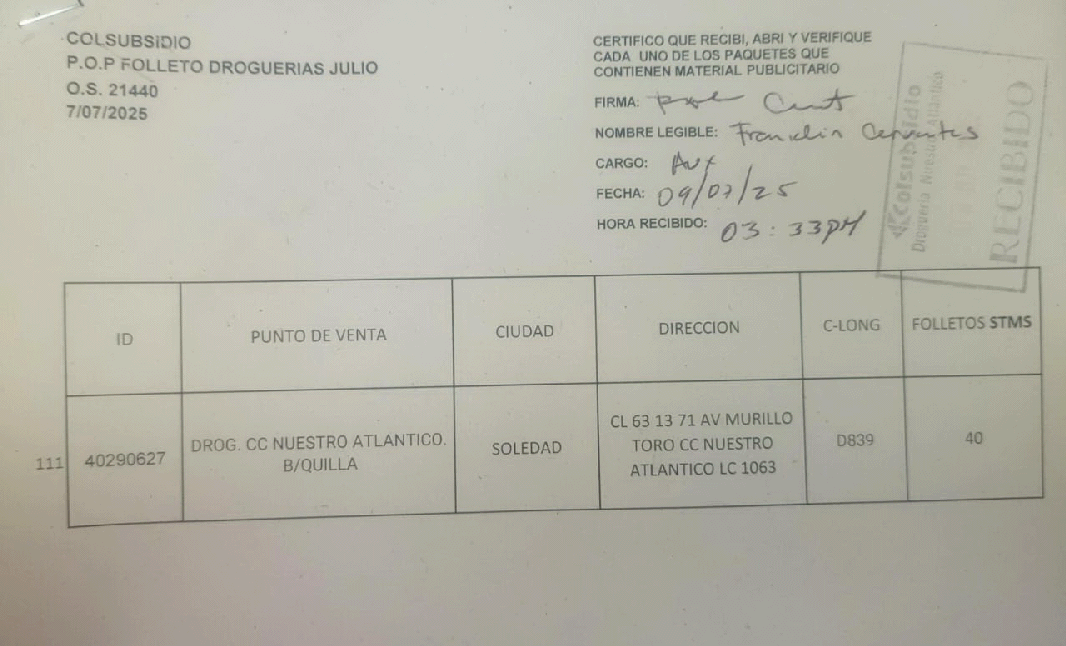 COLSUBSIDIO
P.O.P FOLLETO DROGUERIAS JULIO
O.S. 21440
7/07/2025
CERTIFICO QUE RECIBI, ABRI Y VERIFIQUE
CADA UNO DE LOS PAQUETES QUE
CONTIENEN MATERIAL PUBLICITARIO
FIRMA:
NOMBRE LEGIBLE: Franklin Cervantes
CARGO: Aux
FECHA: 09/07/25
HORA RECIBIDO: 03:33PM
Colsubsidio
Droguería Nuestro Atlántico
RECIBIDO
ID PUNTO DE VENTA CIUDAD DIRECCION C-LONG FOLLETOS STMS
111 40290627 DROG. CC NUESTRO ATLANTICO. B/QUILLA SOLEDAD CL 63 13 71 AV MURILLO TORO CC NUESTRO ATLANTICO LC 1063 D839 40